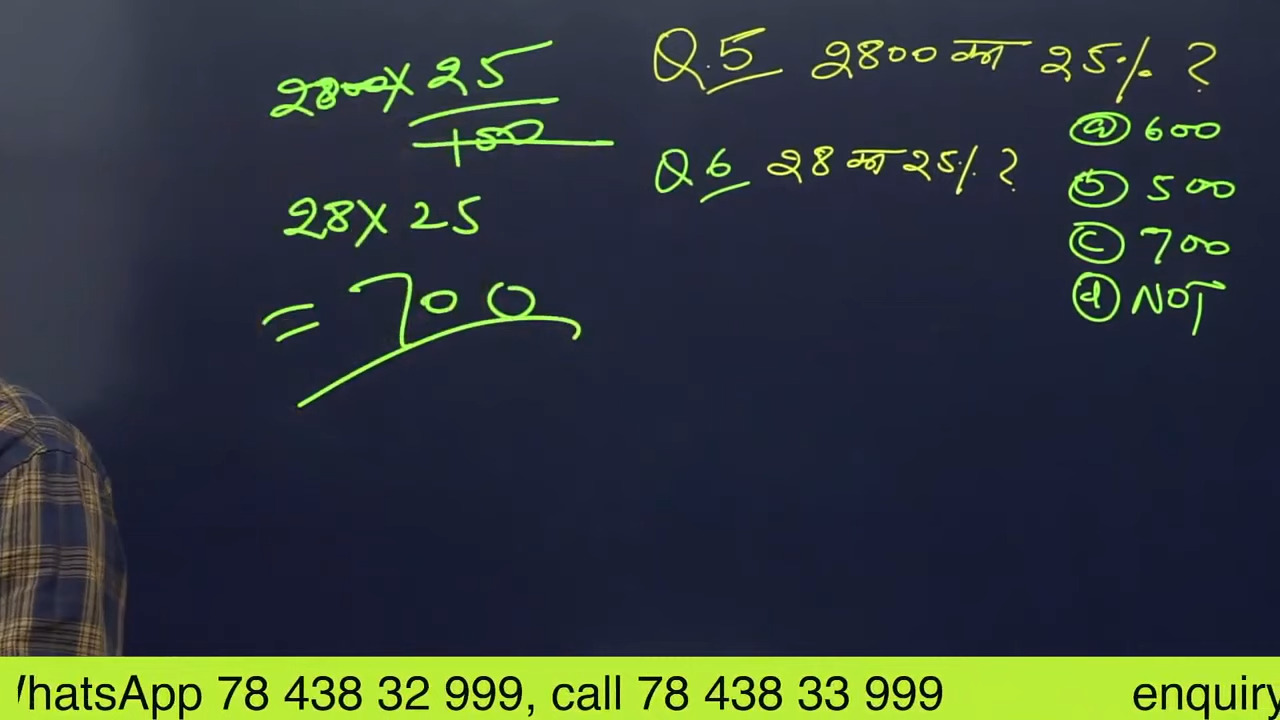 2800 x 25
100
28 x 25
= 700
Q.5 2800 का 25% ?
Q 6 28 का 25% ?
(a) 600
(b) 500
(c) 700
(d) NOT
WhatsApp 78 438 32 999, call 78 438 33 999 enquiry